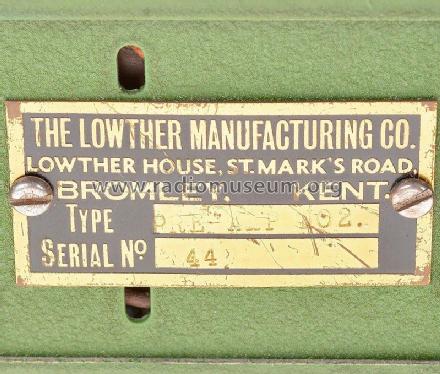 THE LOWTHER MANUFACTURING CO.
LOWTHER HOUSE, ST. MARK'S ROAD,
BROMLEY. KENT.
www.radiomuseum.org
TYPE
SERIAL Nº 44